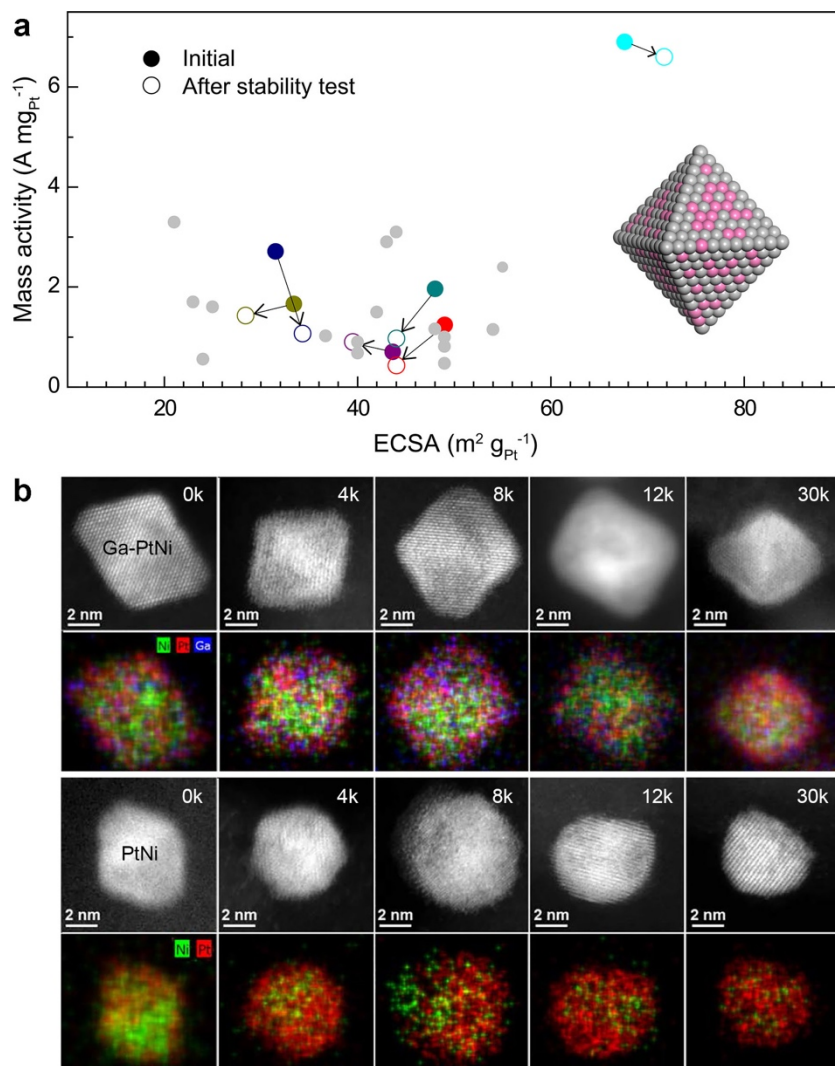 a
Initial
After stability test
Mass activity (A mg_Pt^-1)
6
4
2
0
20 40 60 80
ECSA (m² g_Pt^-1)
b
0k 4k 8k 12k 30k
Ga-PtNi
2 nm 2 nm 2 nm 2 nm 2 nm
Ni Pt Ga
0k 4k 8k 12k 30k
PtNi
2 nm 2 nm 2 nm 2 nm 2 nm
Ni Pt